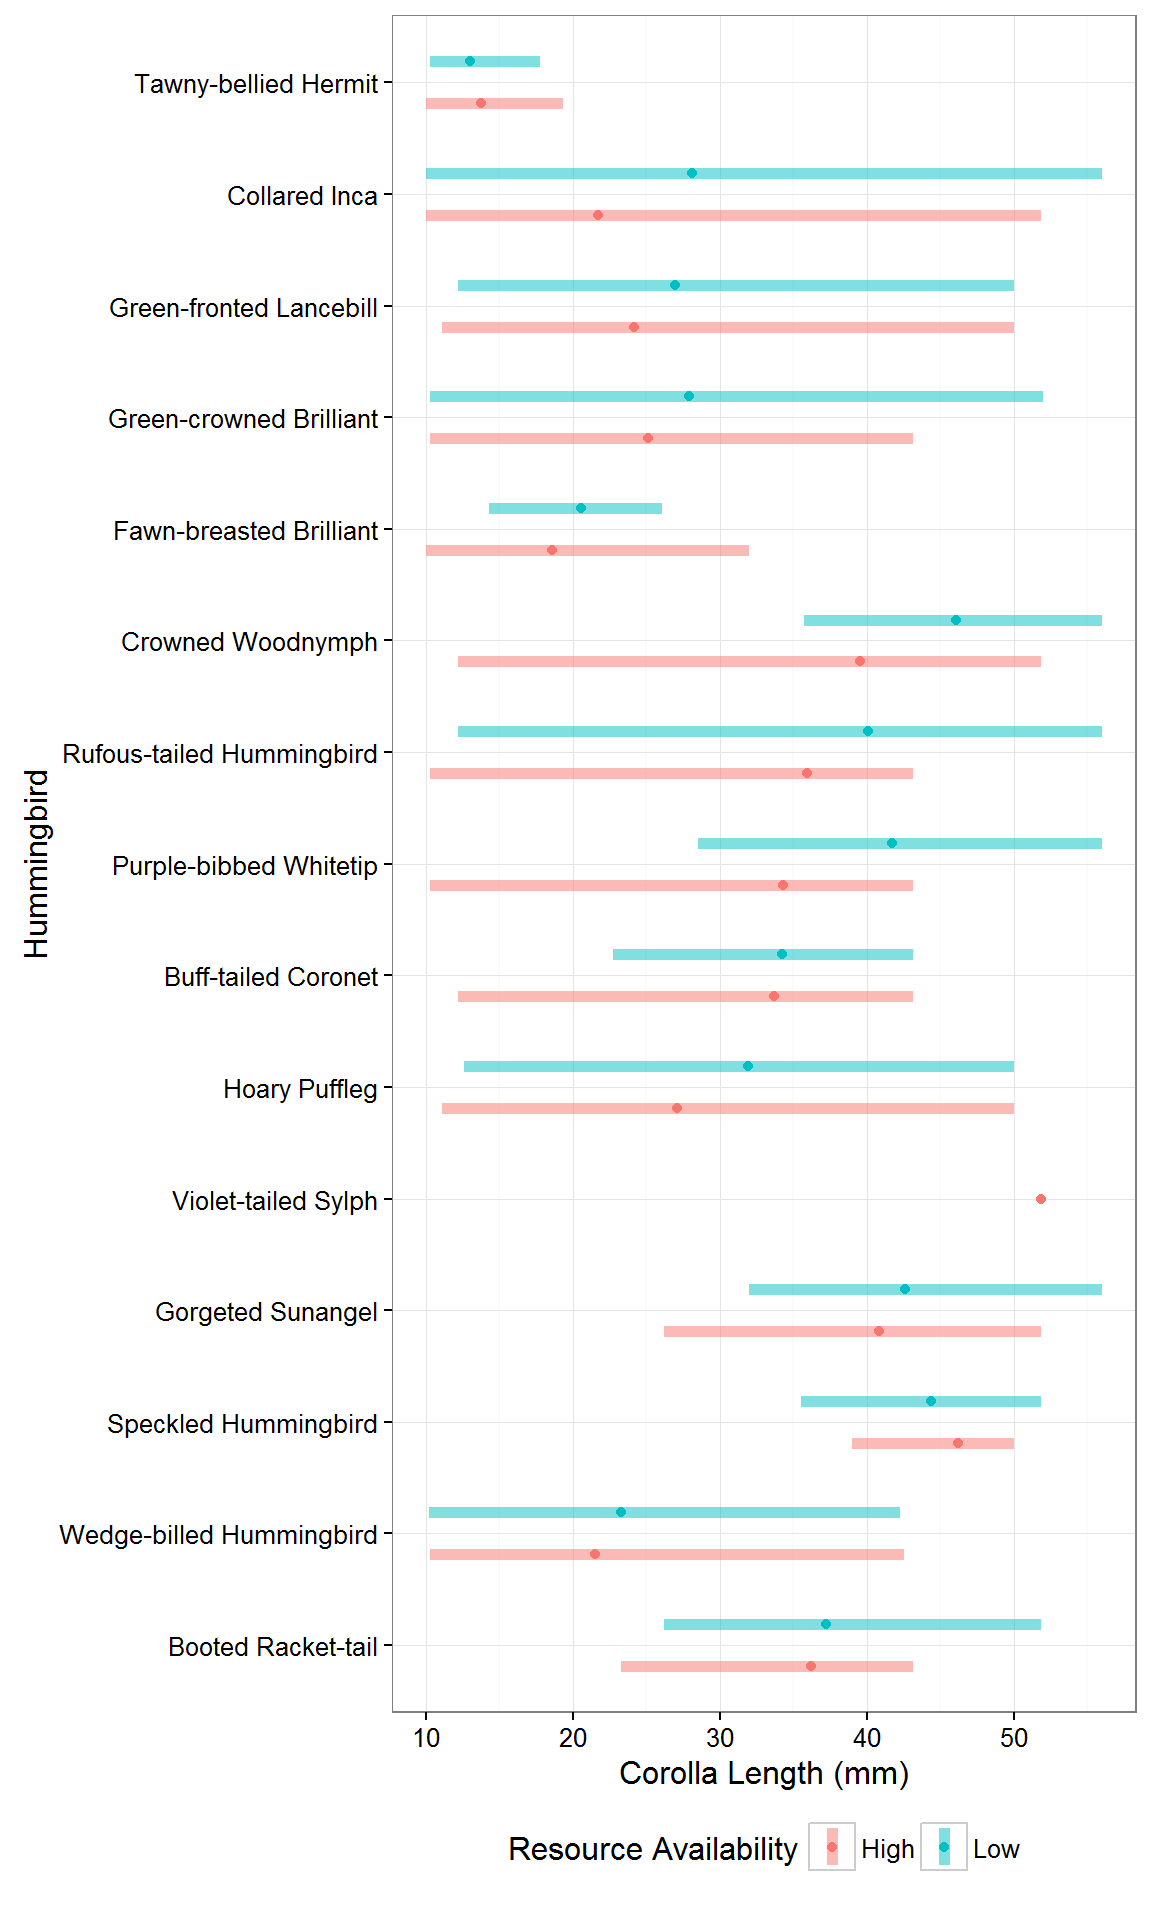 Tawny-bellied Hermit
Collared Inca
Green-fronted Lancebill
Green-crowned Brilliant
Fawn-breasted Brilliant
Crowned Woodnymph
Rufous-tailed Hummingbird
Purple-bibbed Whitetip
Buff-tailed Coronet
Hoary Puffleg
Violet-tailed Sylph
Gorgeted Sunangel
Speckled Hummingbird
Wedge-billed Hummingbird
Booted Racket-tail
Hummingbird
10 20 30 40 50
Corolla Length (mm)
Resource Availability High Low